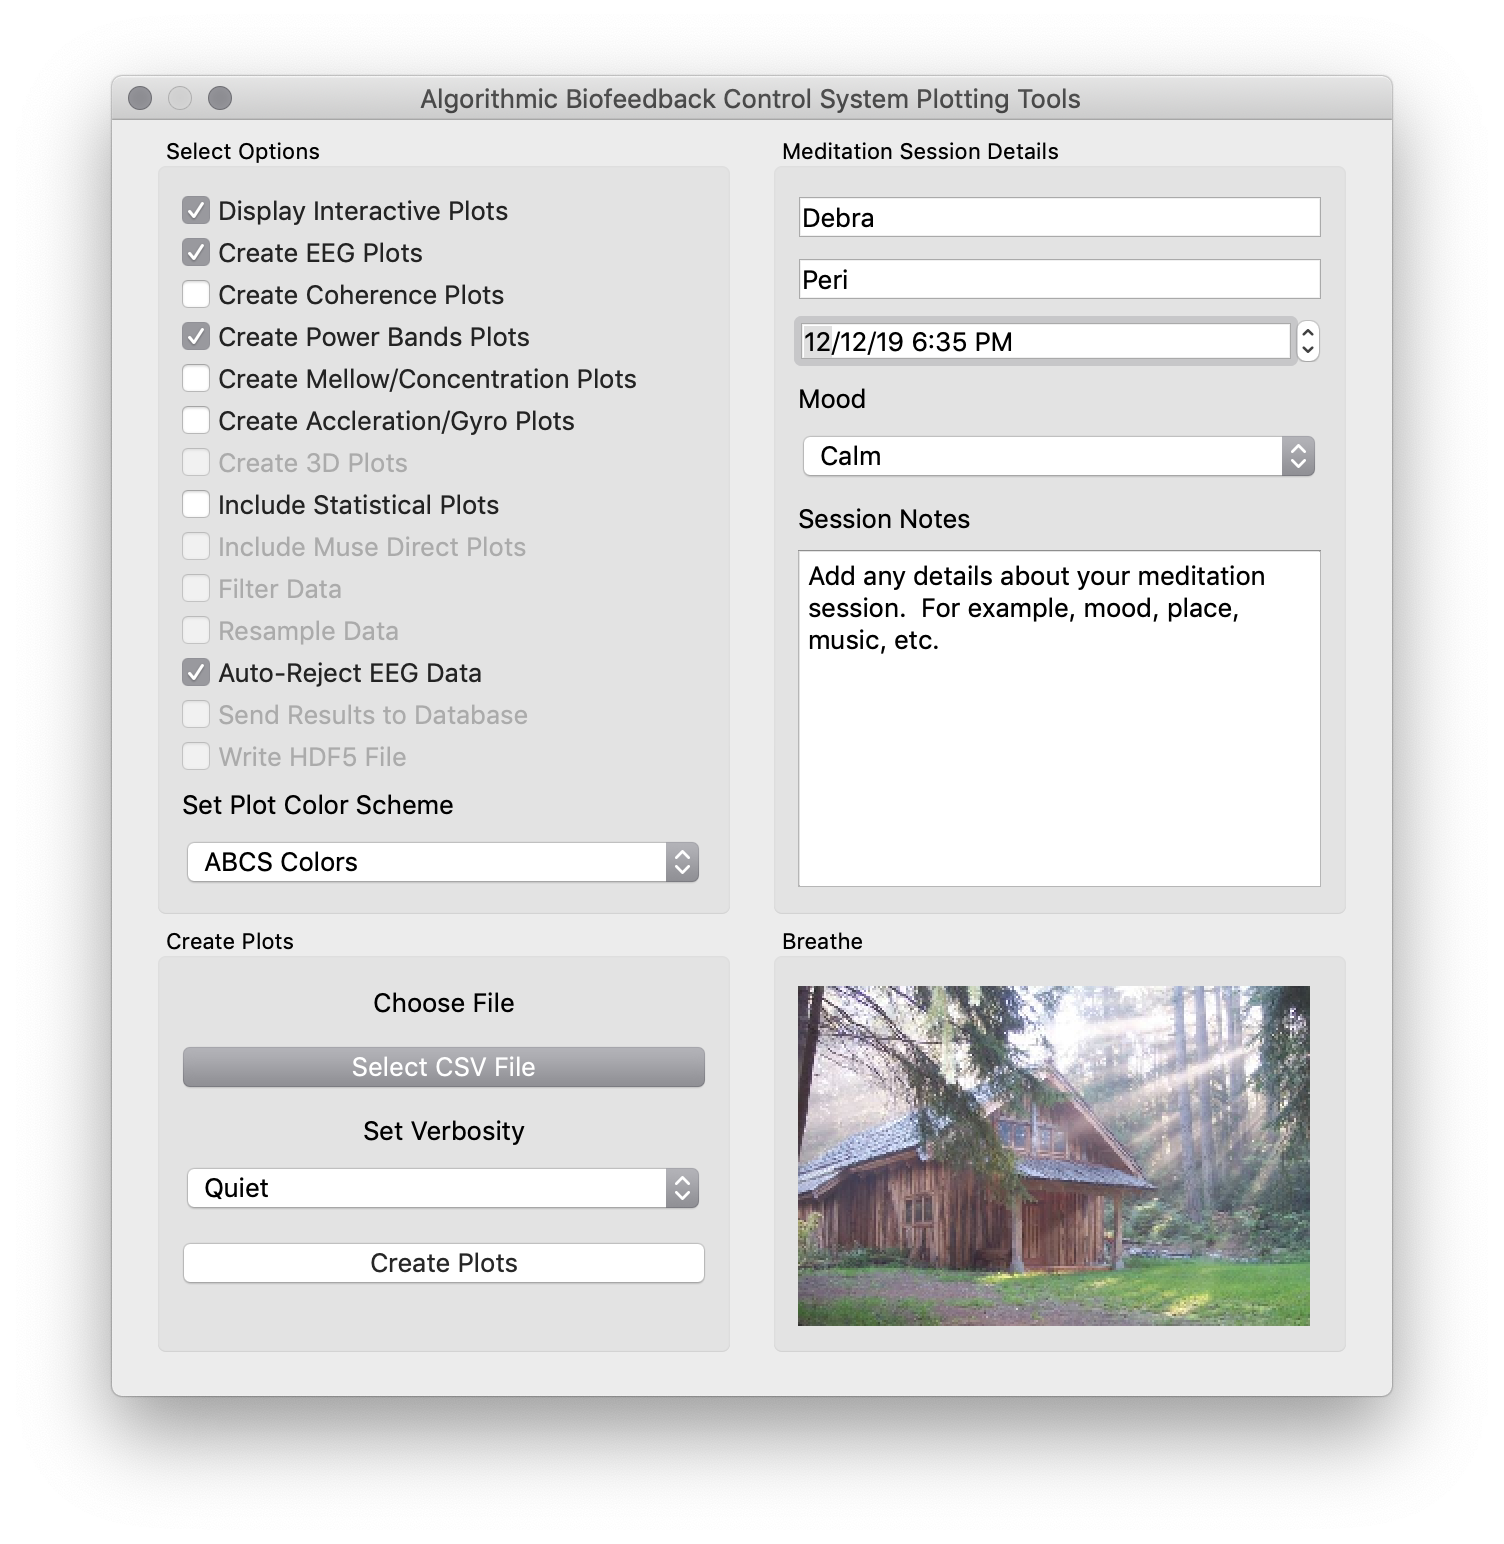 Algorithmic Biofeedback Control System Plotting Tools
Select Options
Display Interactive Plots
Create EEG Plots
Create Coherence Plots
Create Power Bands Plots
Create Mellow/Concentration Plots
Create Accleration/Gyro Plots
Create 3D Plots
Include Statistical Plots
Include Muse Direct Plots
Filter Data
Resample Data
Auto-Reject EEG Data
Send Results to Database
Write HDF5 File
Set Plot Color Scheme
ABCS Colors
Meditation Session Details
Debra
Peri
12/12/19 6:35 PM
Mood
Calm
Session Notes
Add any details about your meditation
session.  For example, mood, place,
music, etc.
Create Plots
Choose File
Select CSV File
Set Verbosity
Quiet
Create Plots
Breathe